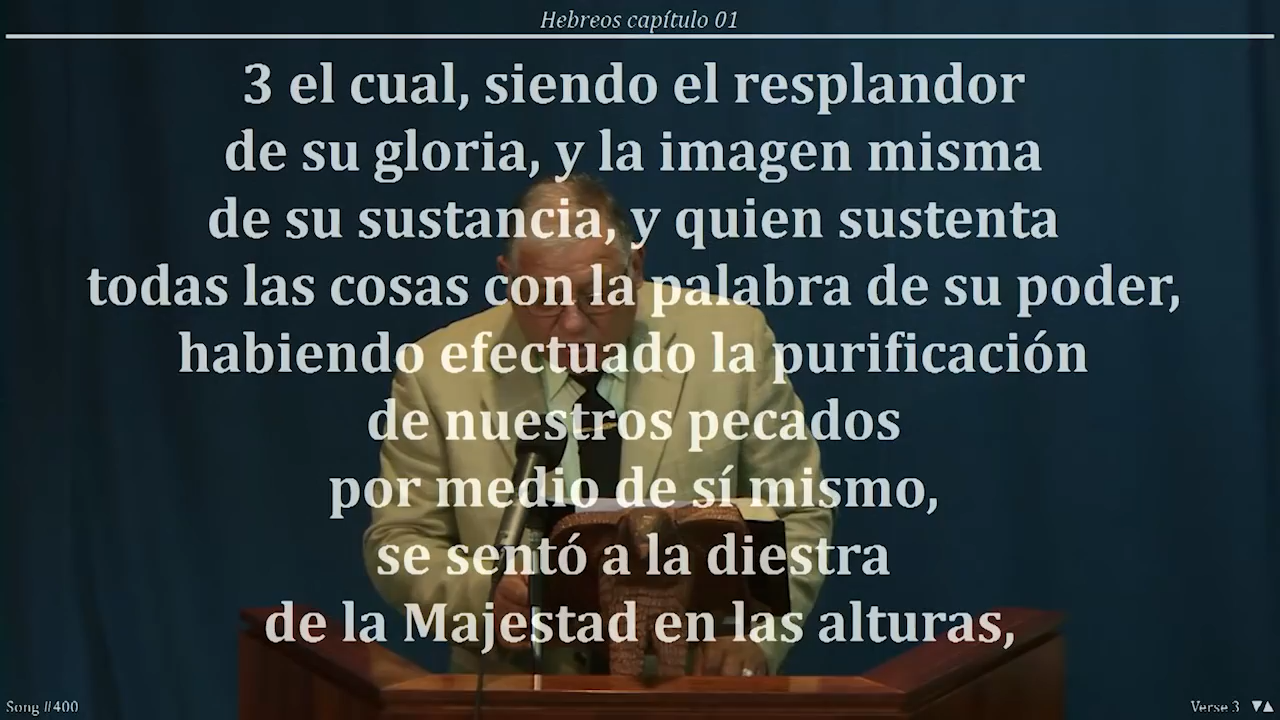 Hebreos capítulo 01
3 el cual, siendo el resplandor
de su gloria, y la imagen misma
de su sustancia, y quien sustenta
todas las cosas con la palabra de su poder,
habiendo efectuado la purificación
de nuestros pecados
por medio de sí mismo,
se sentó a la diestra
de la Majestad en las alturas,
Song #400
Verse 3 ▼▲